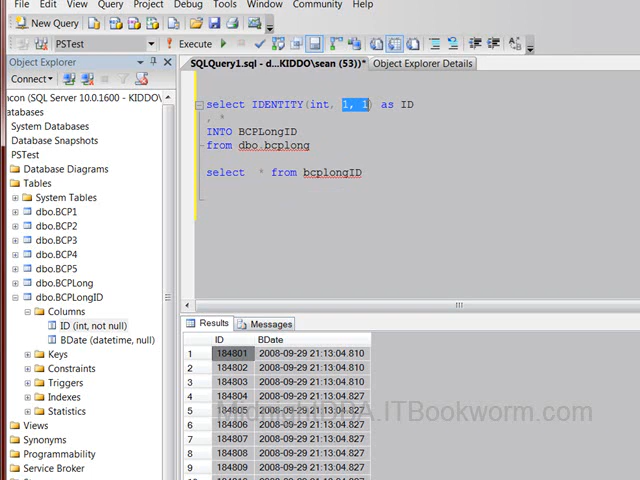 File Edit View Query Project Debug Tools Window Community Help
New Query
PSTest Execute
Object Explorer
SQLQuery1.sql - d...KIDDO\sean (53))* Object Explorer Details
Connect
(SQL Server 10.0.1600 - KIDDO\
System Databases
Database Snapshots
PSTest
Database Diagrams
Tables
System Tables
dbo.BCP1
dbo.BCP2
dbo.BCP3
dbo.BCP4
dbo.BCP5
dbo.BCPLong
dbo.BCPLongID
Columns
ID (int, not null)
BDate (datetime, null)
Keys
Constraints
Triggers
Indexes
Statistics
Views
Synonyms
Programmability
Service Broker
select IDENTITY(int, 1, 1) as ID
, *
INTO BCPLongID
from dbo.bcplong
select * from bcplongID
Results Messages
ID BDate
1 184801 2008-09-29 21:13:04.810
2 184802 2008-09-29 21:13:04.810
3 184803 2008-09-29 21:13:04.810
4 184804 2008-09-29 21:13:04.827
5 184805 2008-09-29 21:13:04.827
6 184806 2008-09-29 21:13:04.827
7 184807 2008-09-29 21:13:04.827
8 184808 2008-09-29 21:13:04.827
9 184809 2008-09-29 21:13:04.827
MidnightDBA.ITBookworm.com